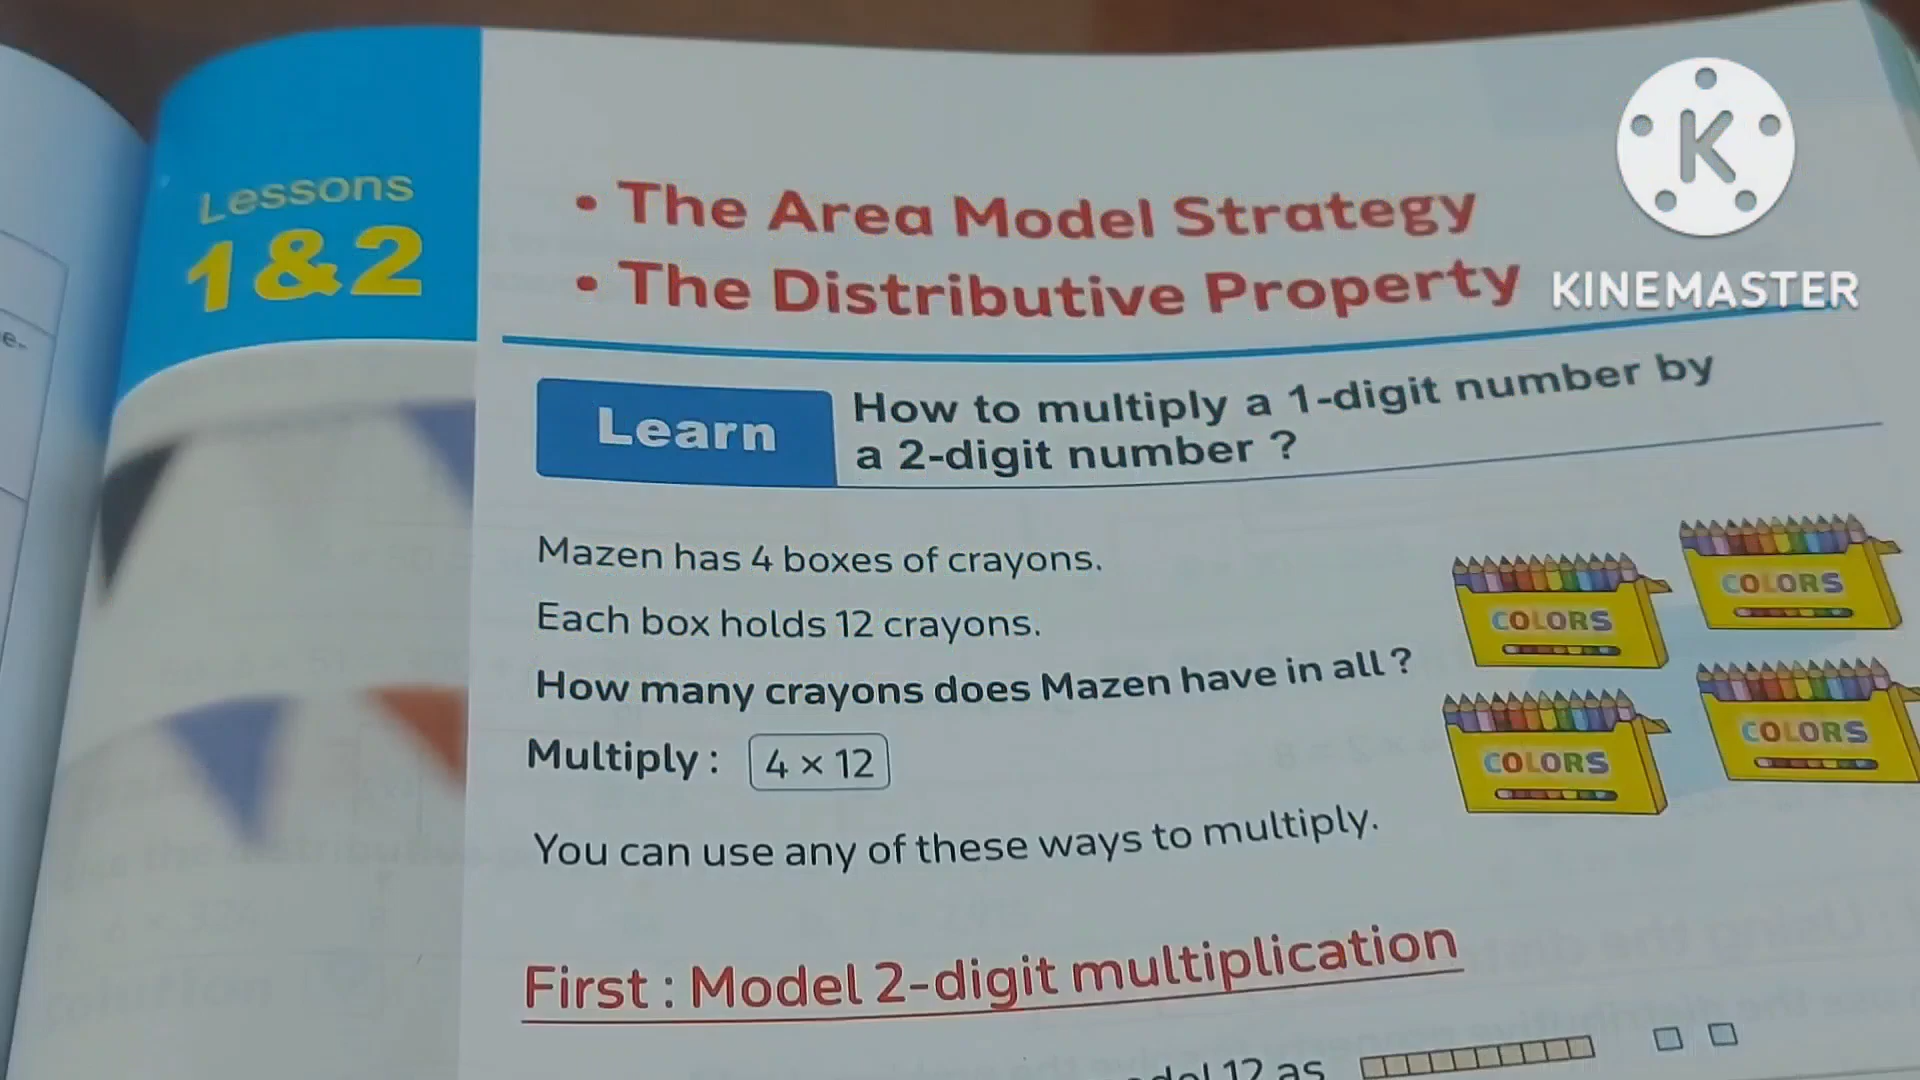 Lessons
1&2
• The Area Model Strategy
• The Distributive Property
K
KINEMASTER
Learn
How to multiply a 1-digit number by
a 2-digit number ?
Mazen has 4 boxes of crayons.
Each box holds 12 crayons.
How many crayons does Mazen have in all ?
Multiply : 4 × 12
You can use any of these ways to multiply.
COLORS
COLORS
COLORS
COLORS
First : Model 2-digit multiplication
12 as